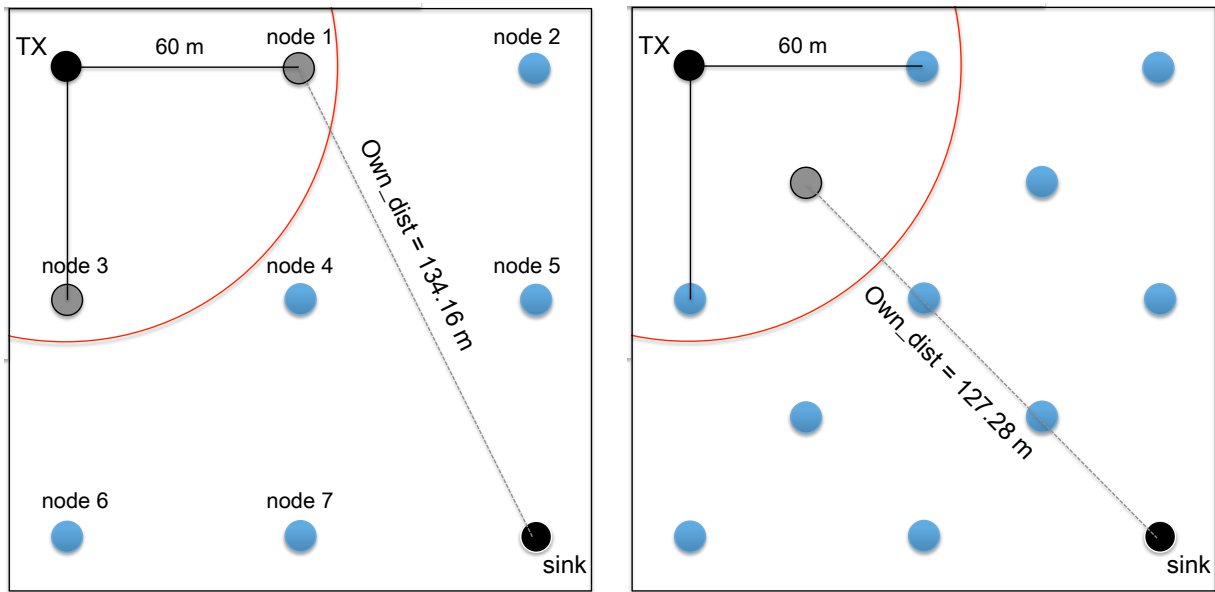 TX
60 m
node 1
node 2
Own_dist = 134.16 m
node 3
node 4
node 5
node 6
node 7
sink
TX
60 m
Own_dist = 127.28 m
sink